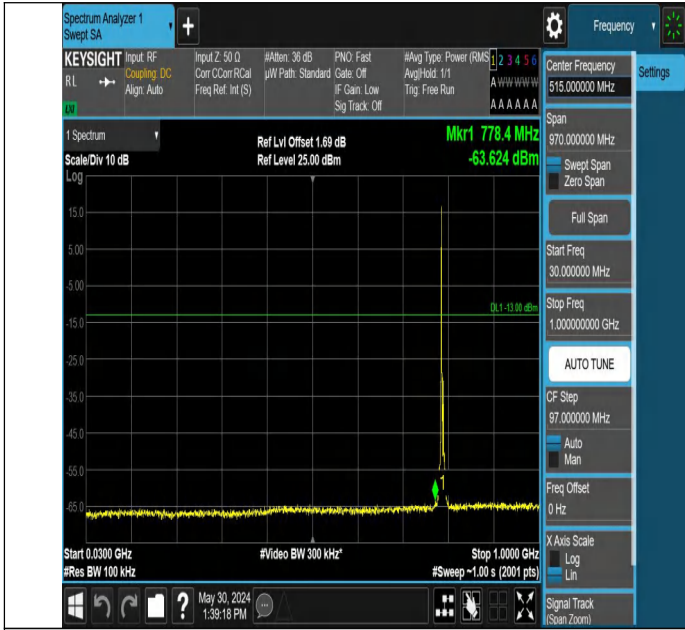 Spectrum Analyzer 1
Swept SA
+
Frequency
KEYSIGHT
RL
Input: RF
Coupling: DC
Align: Auto
Input Z: 50 Ω
Corr CCorr RCal
Freq Ref: Int (S)
#Atten: 36 dB
µW Path: Standard
PNO: Fast
Gate: Off
IF Gain: Low
Sig Track: Off
#Avg Type: Power (RMS
Avg|Hold: 1/1
Trig: Free Run
1 2 3 4 5 6
A W W W W W
A A A A A A
1 Spectrum
Scale/Div 10 dB
Log
Ref Lvl Offset 1.69 dB
Ref Level 25.00 dBm
Mkr1 778.4 MHz
-63.624 dBm
15.0
5.00
-5.00
-15.0
-25.0
-35.0
-45.0
-55.0
-65.0
DL1 -13.00 dBm
Start 0.0300 GHz
#Res BW 100 kHz
#Video BW 300 kHz*
Stop 1.0000 GHz
#Sweep ~1.00 s (2001 pts)
?
May 30, 2024
1:39:18 PM
Center Frequency
515.000000 MHz
Settings
Span
970.000000 MHz
Swept Span
Zero Span
Full Span
Start Freq
30.000000 MHz
Stop Freq
1.000000000 GHz
AUTO TUNE
CF Step
97.000000 MHz
Auto
Man
Freq Offset
0 Hz
X Axis Scale
Log
Lin
Signal Track
(Span Zoom)